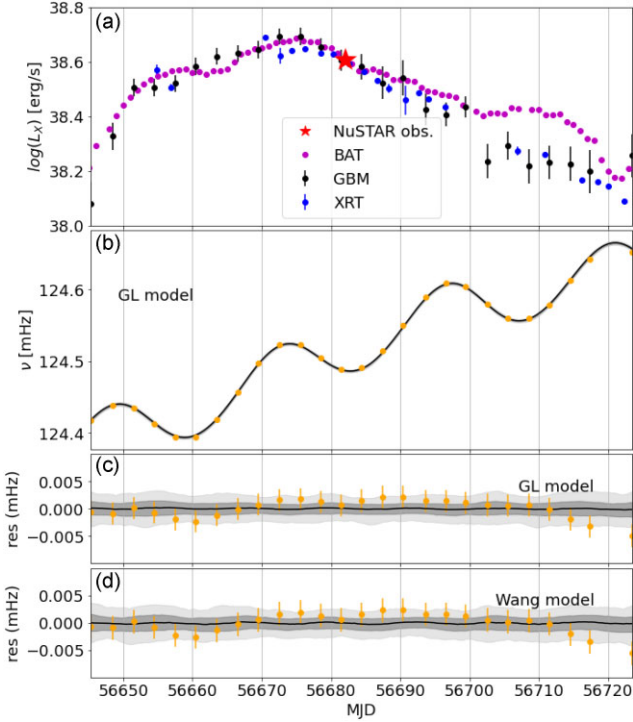 (a)
38.8
38.6
38.4
38.2
38.0
log(L_X) [erg/s]
NuSTAR obs.
BAT
GBM
XRT
(b)
GL model
124.6
124.5
124.4
ν [mHz]
(c)
GL model
0.005
0.000
−0.005
res (mHz)
(d)
Wang model
0.005
0.000
−0.005
res (mHz)
56650 56660 56670 56680 56690 56700 56710 56720
MJD